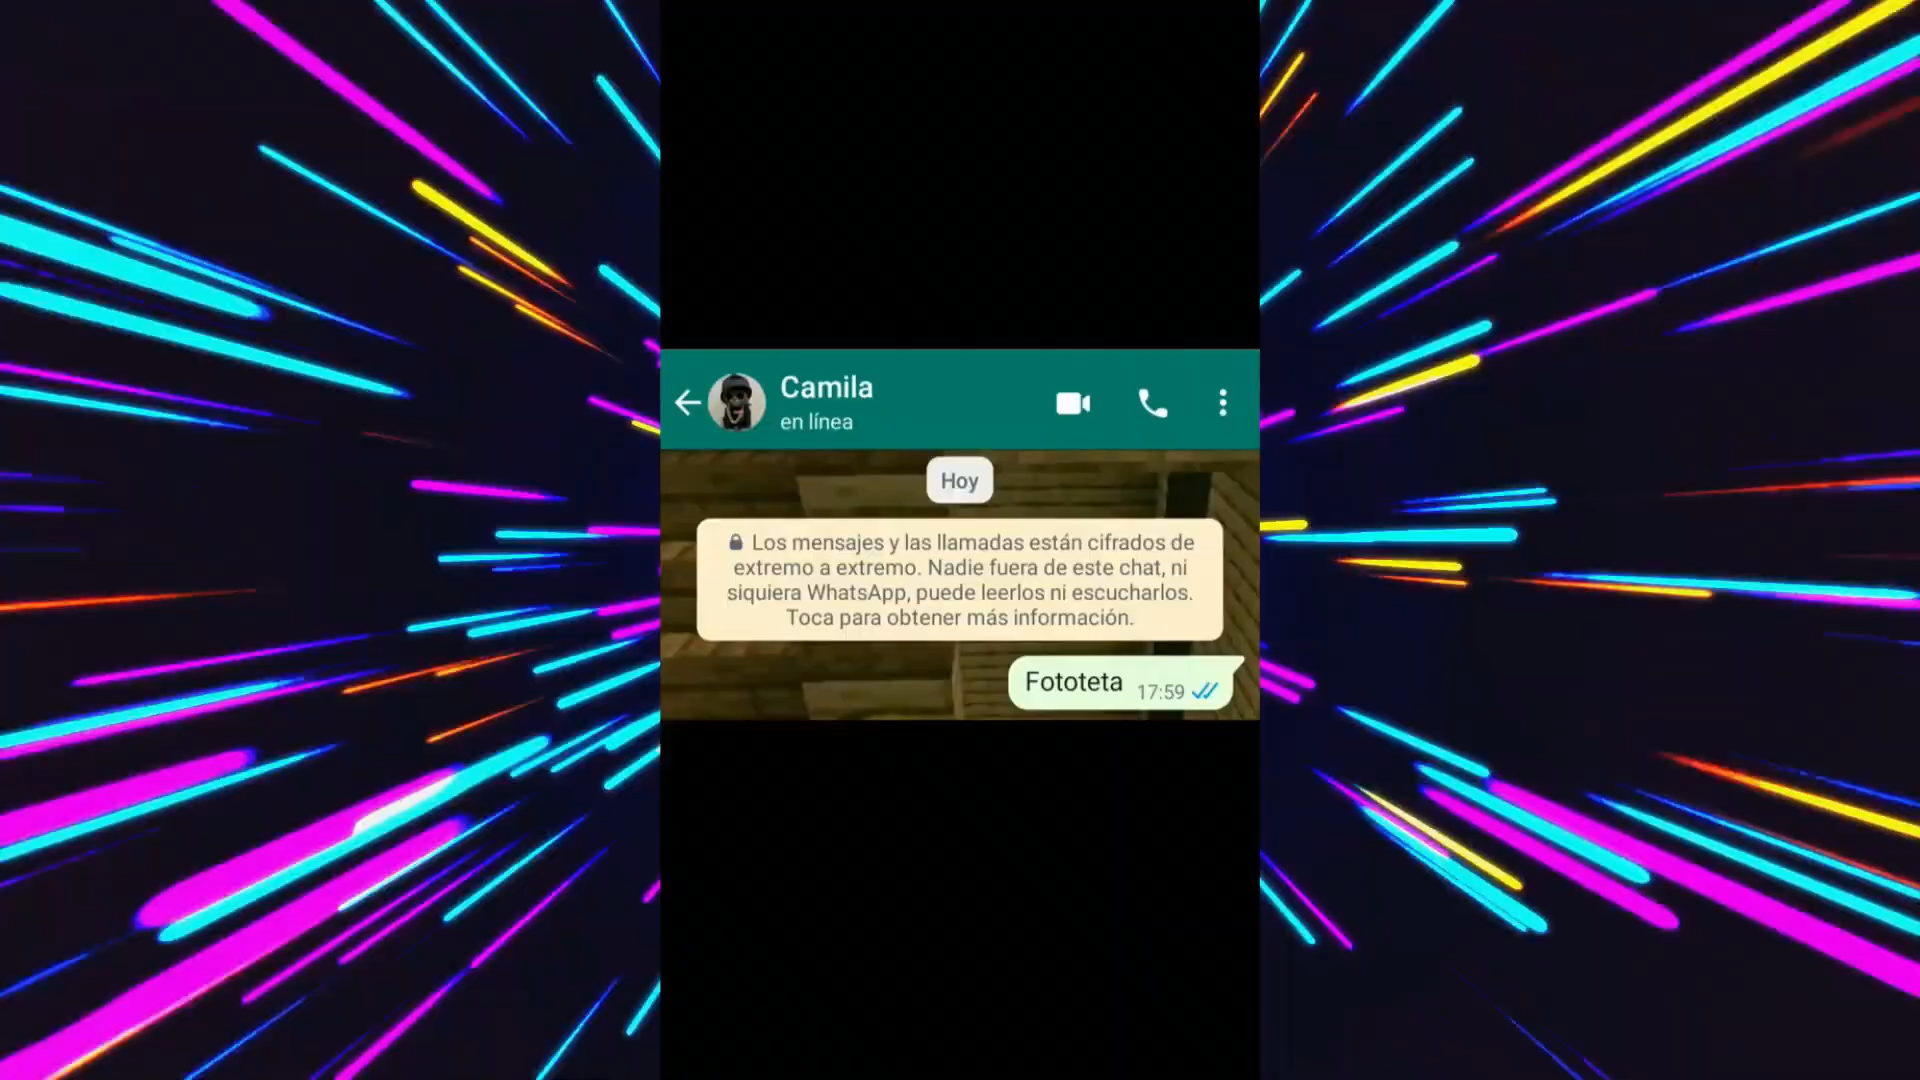 Camila
en línea
Hoy
Los mensajes y las llamadas están cifrados de
extremo a extremo. Nadie fuera de este chat, ni
siquiera WhatsApp, puede leerlos ni escucharlos.
Toca para obtener más información.
Fototeta 17:59